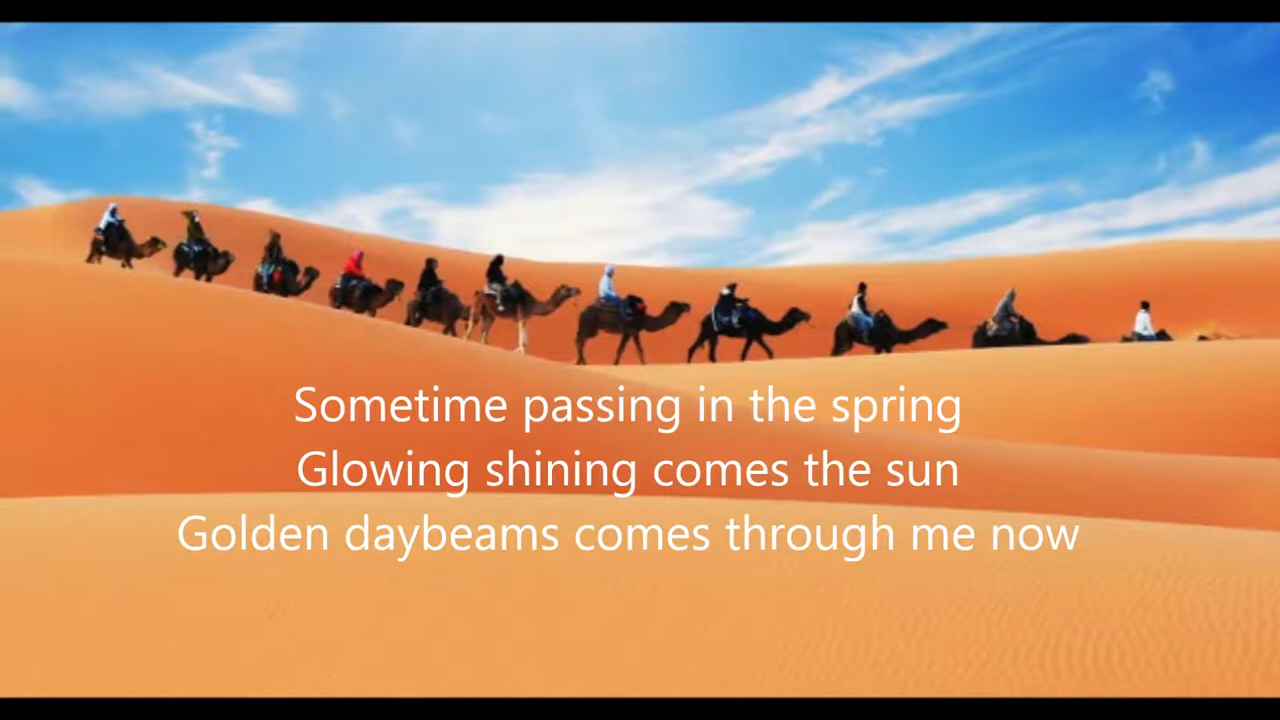 Sometime passing in the spring
Glowing shining comes the sun
Golden daybeams comes through me now